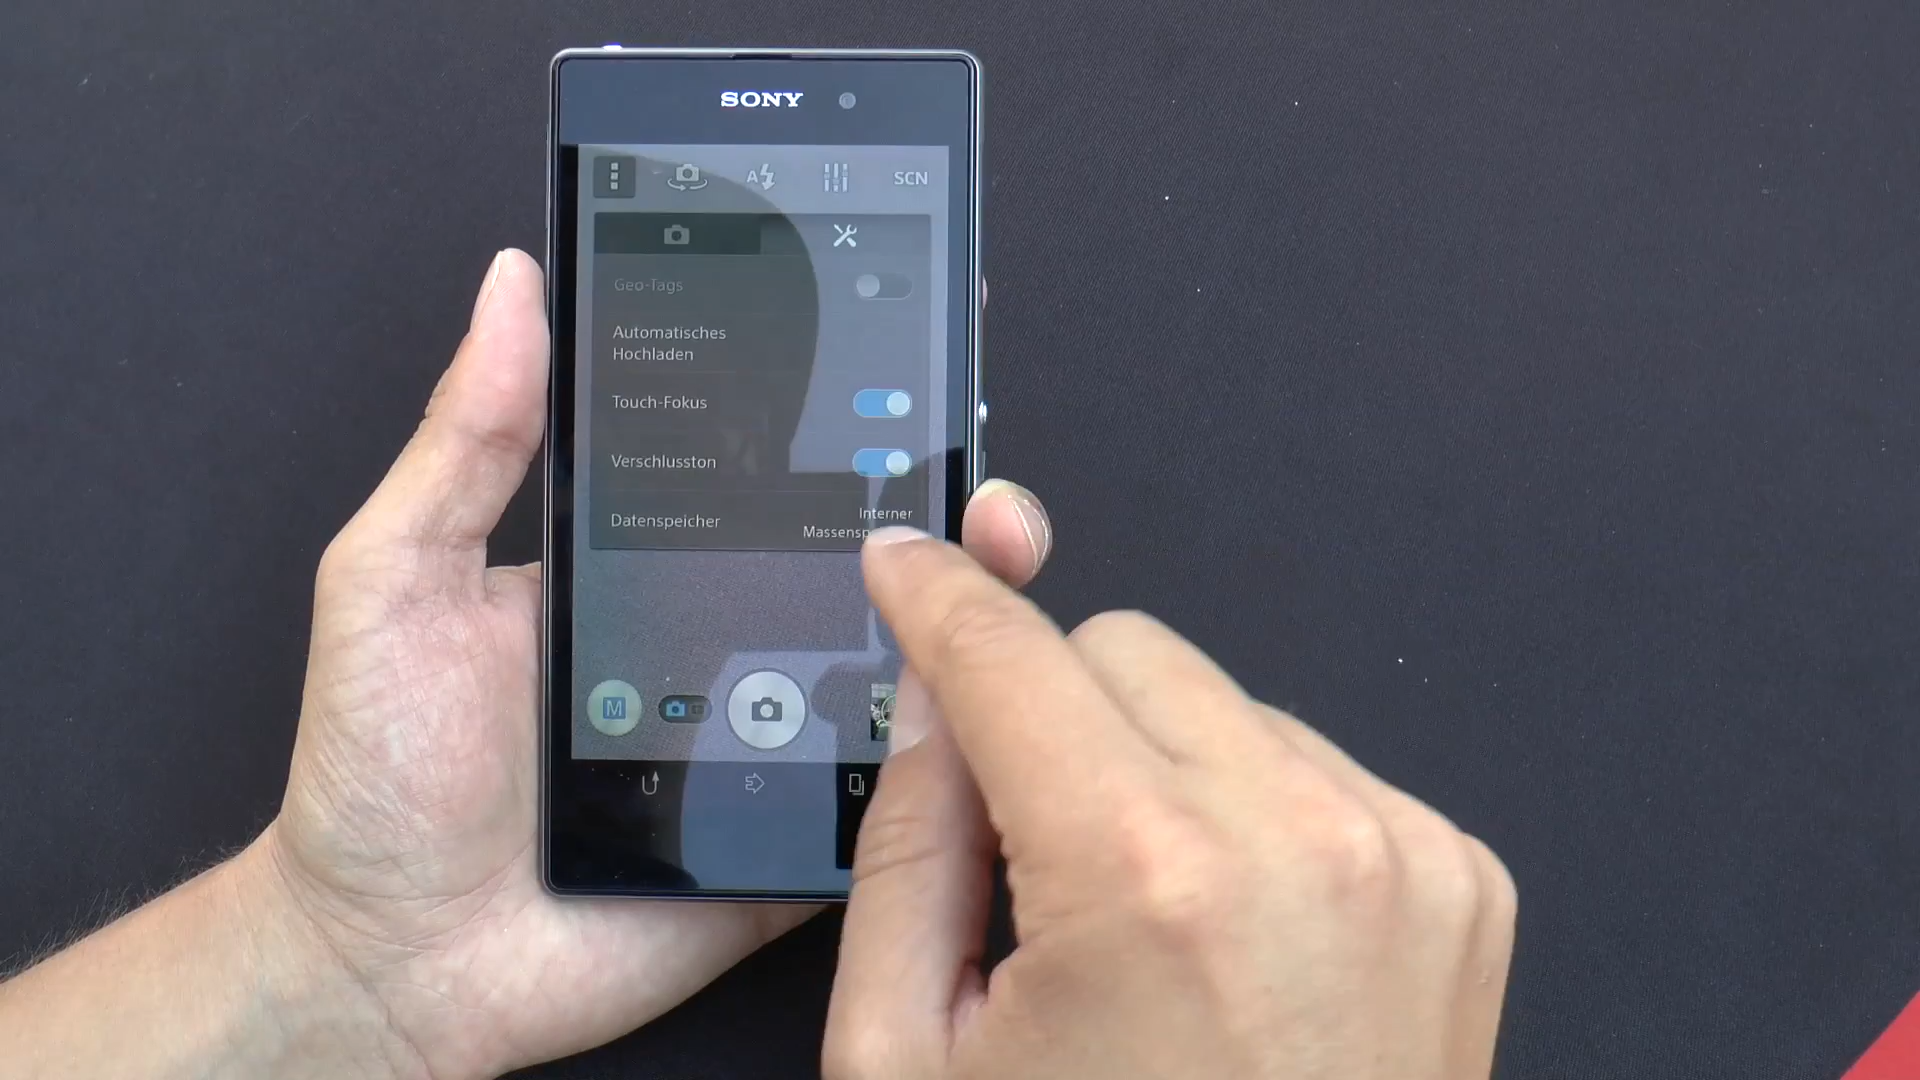 SONY
A
SCN
Geo-Tags
Automatisches
Hochladen
Touch-Fokus
Verschlusston
Datenspeicher
Interner
M